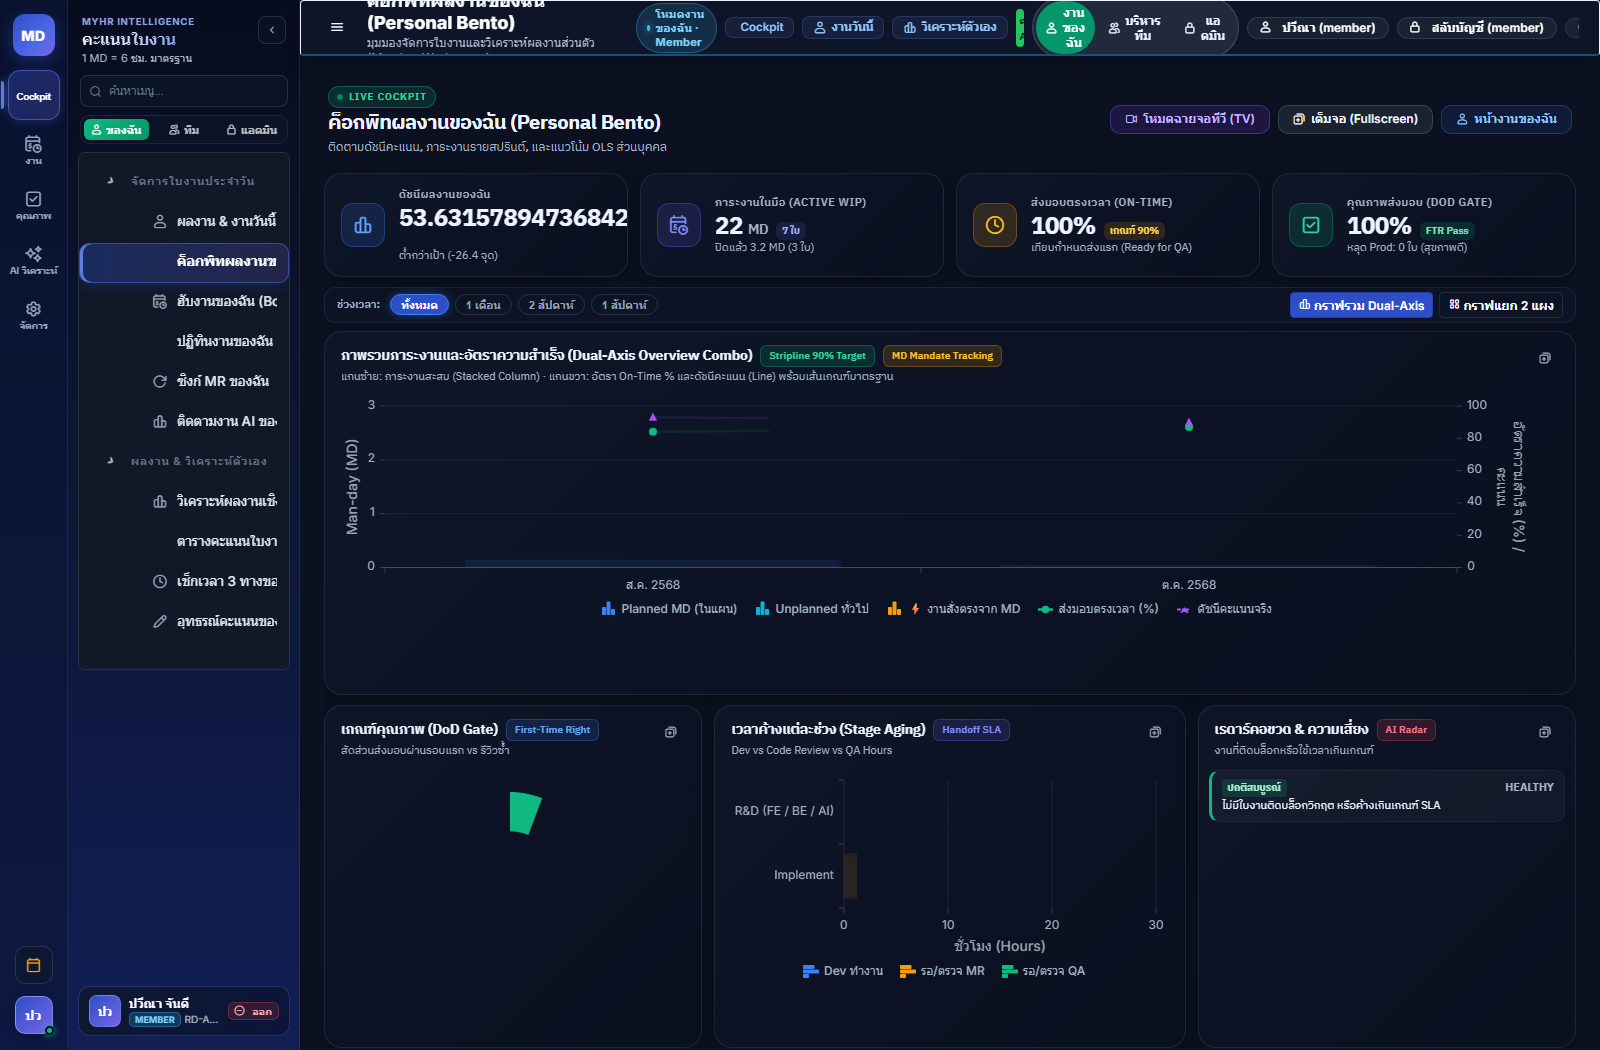 MD
Cockpit
งาน
คุณภาพ
AI วิเคราะห์
จัดการ
ปว
MYHR INTELLIGENCE
คะแนนใบงาน
1 MD = 6 ชม. มาตรฐาน
ค้นหาเมนู...
ของฉัน
ทีม
แอดมิน
จัดการใบงานประจำวัน
ผลงาน & งานวันนี้
ค็อกพิทผลงานข
ฮับงานของฉัน (Bo
ปฏิทินงานของฉัน
ซิงก์ MR ของฉัน
ติดตามงาน AI ของ
ผลงาน & วิเคราะห์ตัวเอง
วิเคราะห์ผลงานเชิ
ตารางคะแนนใบงา
เช็กเวลา 3 ทางขอ
อุทธรณ์คะแนนของ
ปว
ปวีณา จันดี
MEMBER RD-A...
ออก
ค็อกพิทผลงานของฉัน
(Personal Bento)
มุมมองจัดการใบงานและวิเคราะห์ผลงานส่วนตัว
โหมดงาน
ของฉัน ·
Member
Cockpit
งานวันนี้
วิเคราะห์ตัวเอง
งาน
ของ
ฉัน
บริหาร
ทีม
แอ
ดมิน
ปวีณา (member)
สลับบัญชี (member)
LIVE COCKPIT
ค็อกพิทผลงานของฉัน (Personal Bento)
ติดตามดัชนีคะแนน, ภาระงานรายสปรินต์, และแนวโน้ม OLS ส่วนบุคคล
โหมดฉายจอทีวี (TV)
เต็มจอ (Fullscreen)
หน้างานของฉัน
ดัชนีผลงานของฉัน
53.63157894736842
ต่ำกว่าเป้า (-26.4 จุด)
ภาระงานในมือ (ACTIVE WIP)
22 MD 7 ใบ
ปิดแล้ว 3.2 MD (3 ใบ)
ส่งมอบตรงเวลา (ON-TIME)
100% เกณฑ์ 90%
เทียบกำหนดส่งแรก (Ready for QA)
คุณภาพส่งมอบ (DOD GATE)
100% FTR Pass
หลุด Prod: 0 ใบ (สุขภาพดี)
ช่วงเวลา:
ทั้งหมด
1 เดือน
2 สัปดาห์
1 สัปดาห์
กราฟรวม Dual-Axis
กราฟแยก 2 แผง
ภาพรวมภาระงานและอัตราความสำเร็จ (Dual-Axis Overview Combo)
Stripline 90% Target
MD Mandate Tracking
แกนซ้าย: ภาระงานสะสม (Stacked Column) · แกนขวา: อัตรา On-Time % และดัชนีคะแนน (Line) พร้อมเส้นเกณฑ์มาตรฐาน
Man-day (MD)
3
2
1
0
100
80
60
40
20
0
อัตราความสำเร็จ (%) /
คะแนน
ส.ค. 2568
ต.ค. 2568
Planned MD (ในแผน)
Unplanned ทั่วไป
งานสั่งตรงจาก MD
ส่งมอบตรงเวลา (%)
ดัชนีคะแนนจริง
เกณฑ์คุณภาพ (DoD Gate)
First-Time Right
สัดส่วนส่งมอบผ่านรอบแรก vs รีวิวซ้ำ
เวลาค้างแต่ละช่วง (Stage Aging)
Handoff SLA
Dev vs Code Review vs QA Hours
R&D (FE / BE / AI)
Implement
0
10
20
30
ชั่วโมง (Hours)
Dev ทำงาน
รอ/ตรวจ MR
รอ/ตรวจ QA
เรดาร์คอขวด & ความเสี่ยง
AI Radar
งานที่ติดบล็อกหรือใช้เวลาเกินเกณฑ์
ปกติสมบูรณ์
HEALTHY
ไม่มีใบงานติดบล็อกวิกฤต หรือค้างเกินเกณฑ์ SLA